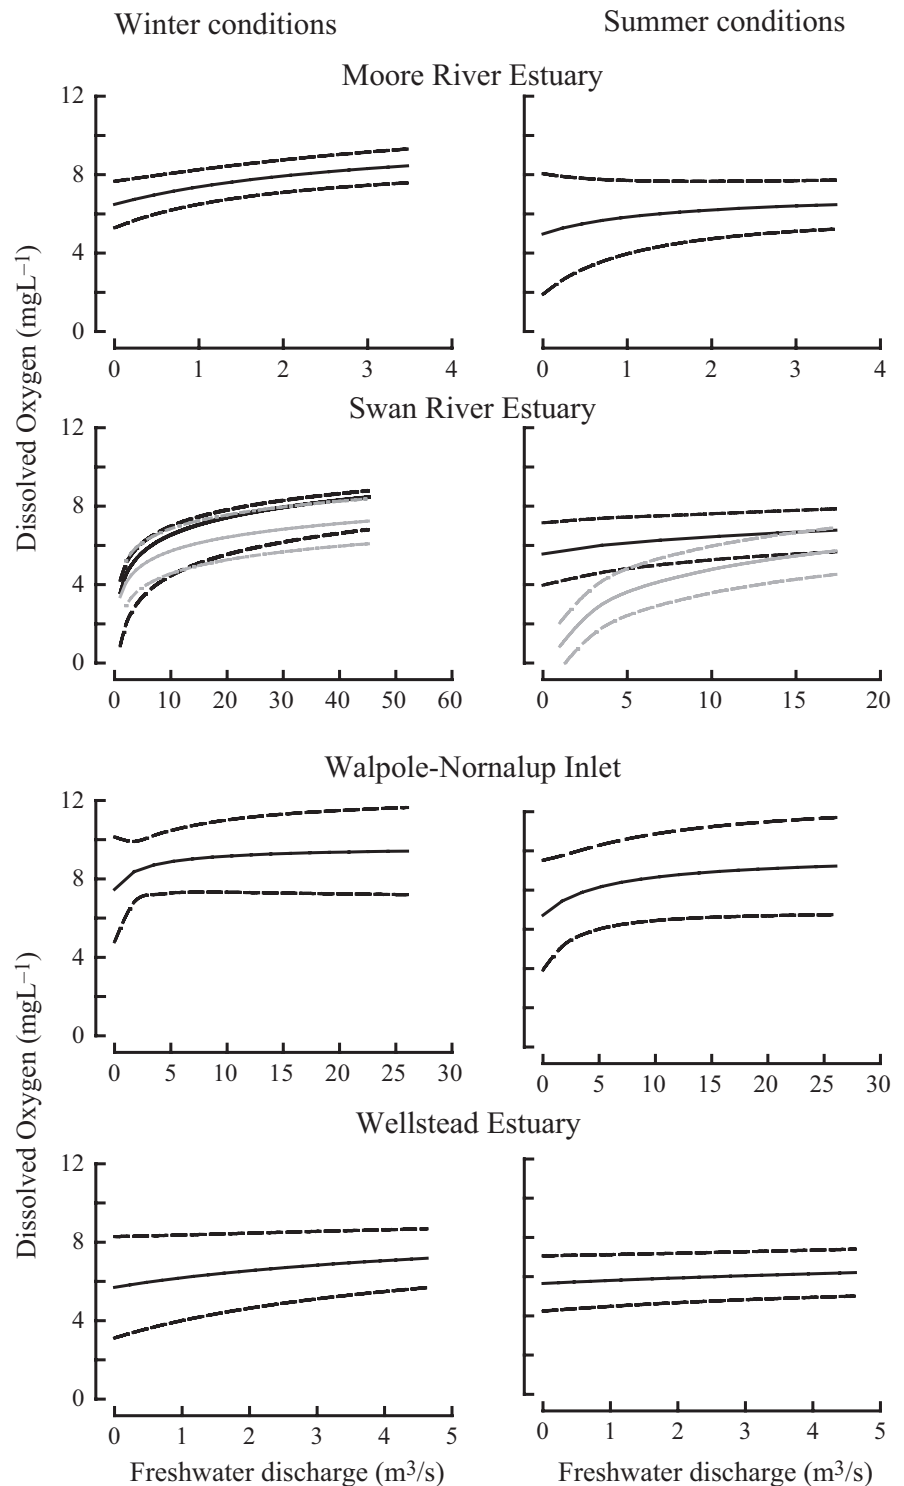 Winter conditions
Summer conditions
Moore River Estuary
12
8
4
0
0 1 2 3 4
0 1 2 3 4
Dissolved Oxygen (mgL−1)
Swan River Estuary
12
8
4
0
0 10 20 30 40 50 60
0 5 10 15 20
Walpole-Nornalup Inlet
12
8
4
0
0 5 10 15 20 25 30
0 5 10 15 20 25 30
Dissolved Oxygen (mgL−1)
Wellstead Estuary
12
8
4
0
0 1 2 3 4 5
0 1 2 3 4 5
Freshwater discharge (m3/s)
Freshwater discharge (m3/s)